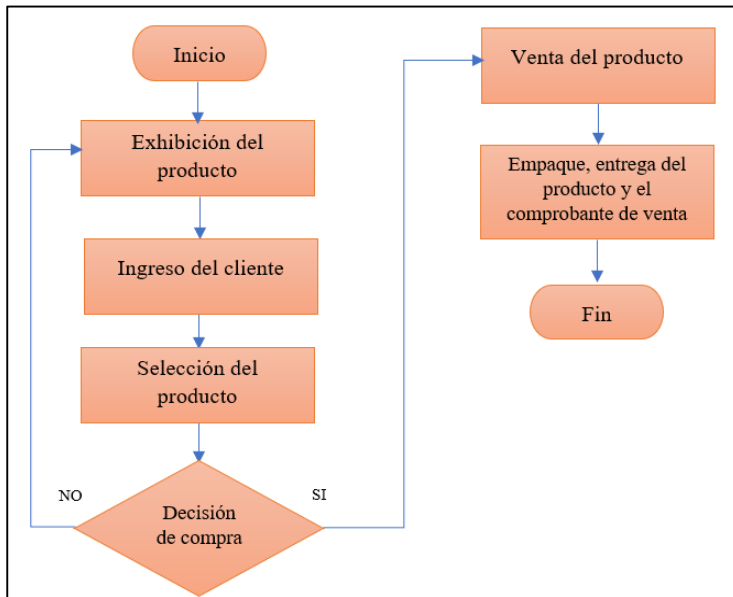 Inicio
Exhibición del
producto
Ingreso del cliente
Selección del
producto
Decisión
de compra
NO
SI
Venta del producto
Empaque, entrega del
producto y el
comprobante de venta
Fin